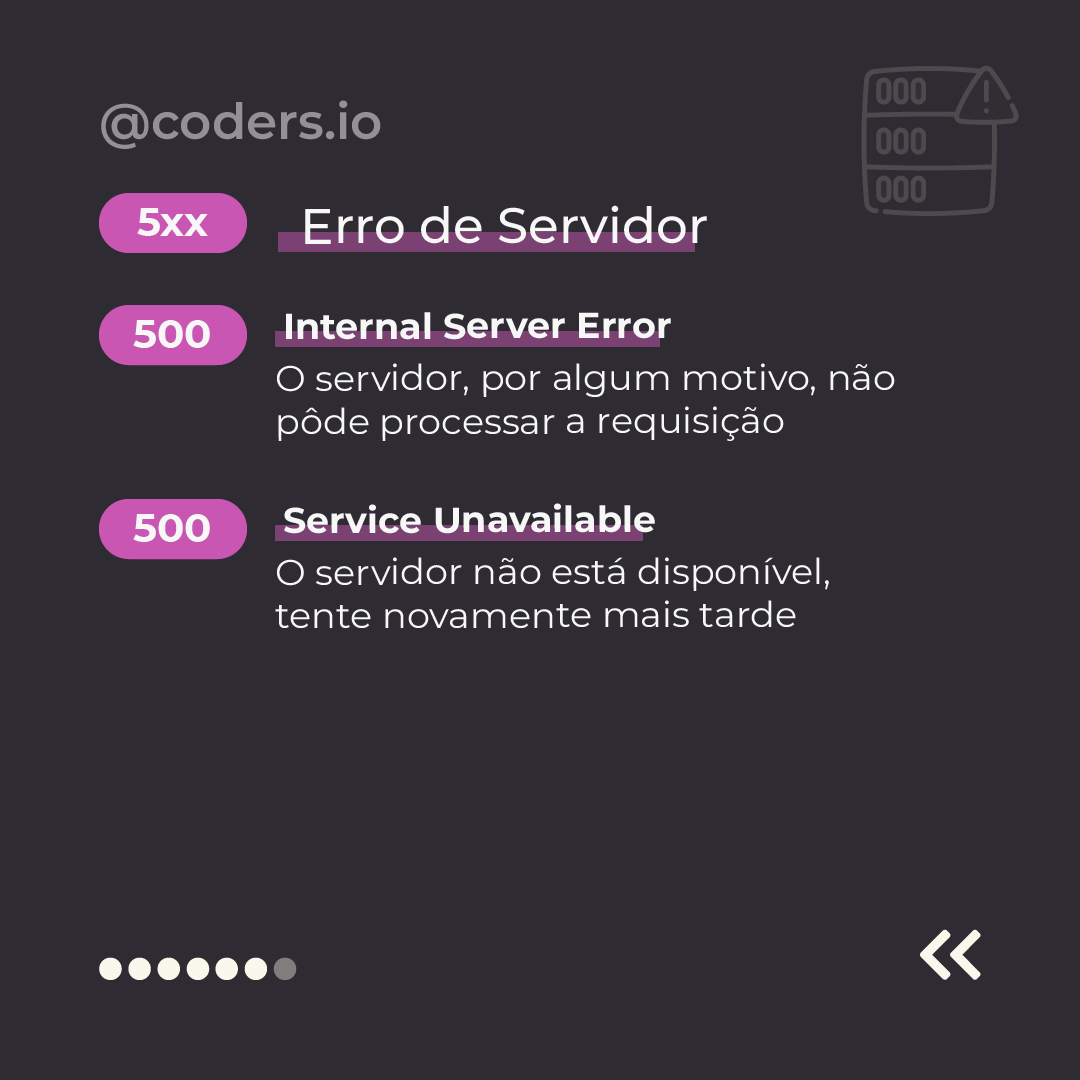 @coders.io
5xx Erro de Servidor
500 Internal Server Error
O servidor, por algum motivo, não
pôde processar a requisição
500 Service Unavailable
O servidor não está disponível,
tente novamente mais tarde